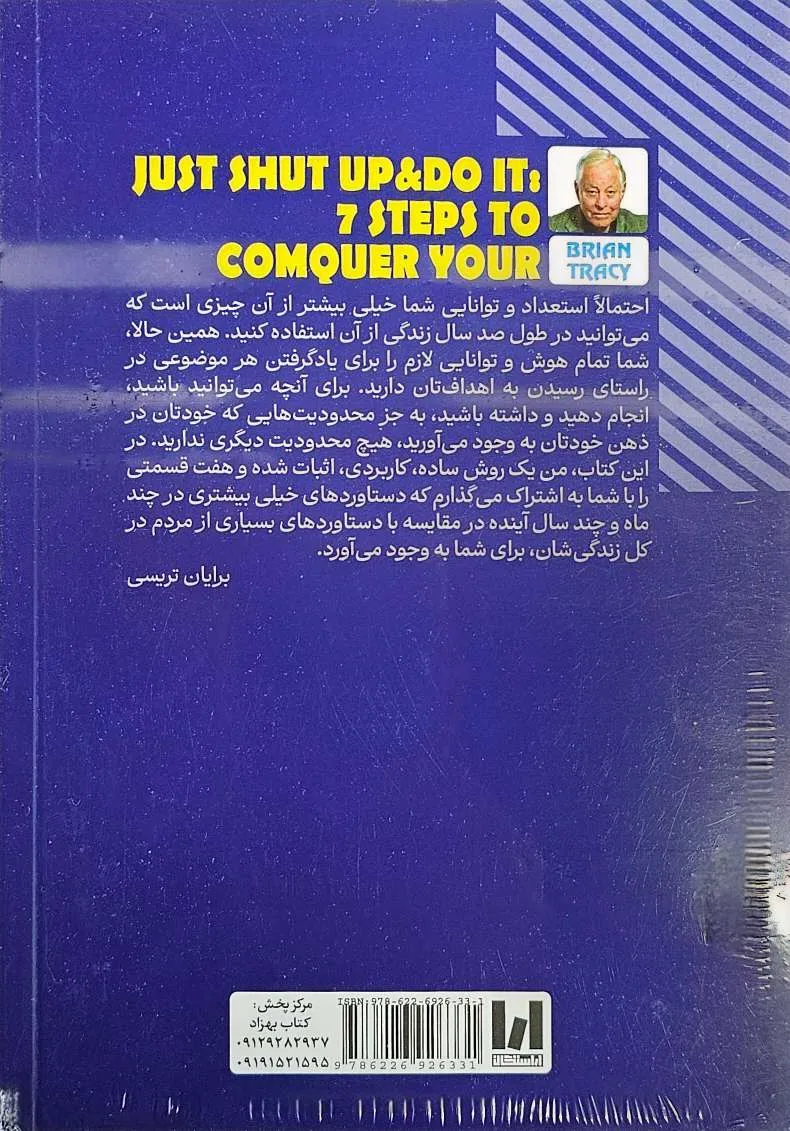 JUST SHUT UP&DO IT:
7 STEPS TO
COMQUER YOUR
BRIAN
TRACY
احتمالاً استعداد و توانایی شما خیلی بیشتر از آن چیزی است که
می‌توانید در طول صد سال زندگی از آن استفاده کنید. همین حالا،
شما تمام هوش و توانایی لازم را برای یادگرفتن هر موضوعی در
راستای رسیدن به اهداف‌تان دارید. برای آنچه می‌توانید باشید،
انجام دهید و داشته باشید، به جز محدودیت‌هایی که خودتان در
ذهن خودتان به وجود می‌آورید، هیچ محدودیت دیگری ندارید. در
این کتاب، من یک روش ساده، کاربردی، اثبات شده و هفت قسمتی
را با شما به اشتراک می‌گذارم که دستاوردهای خیلی بیشتری در چند
ماه و چند سال آینده در مقایسه با دستاوردهای بسیاری از مردم در
کل زندگی‌شان، برای شما به وجود می‌آورد.
برایان تریسی
مرکز پخش:
کتاب بهزاد
۰۹۱۲۹۲۸۲۹۳۷
۰۹۱۹۱۵۲۱۵۹۵
ISBN: 978-622-6926-33-1
9 786226 926331